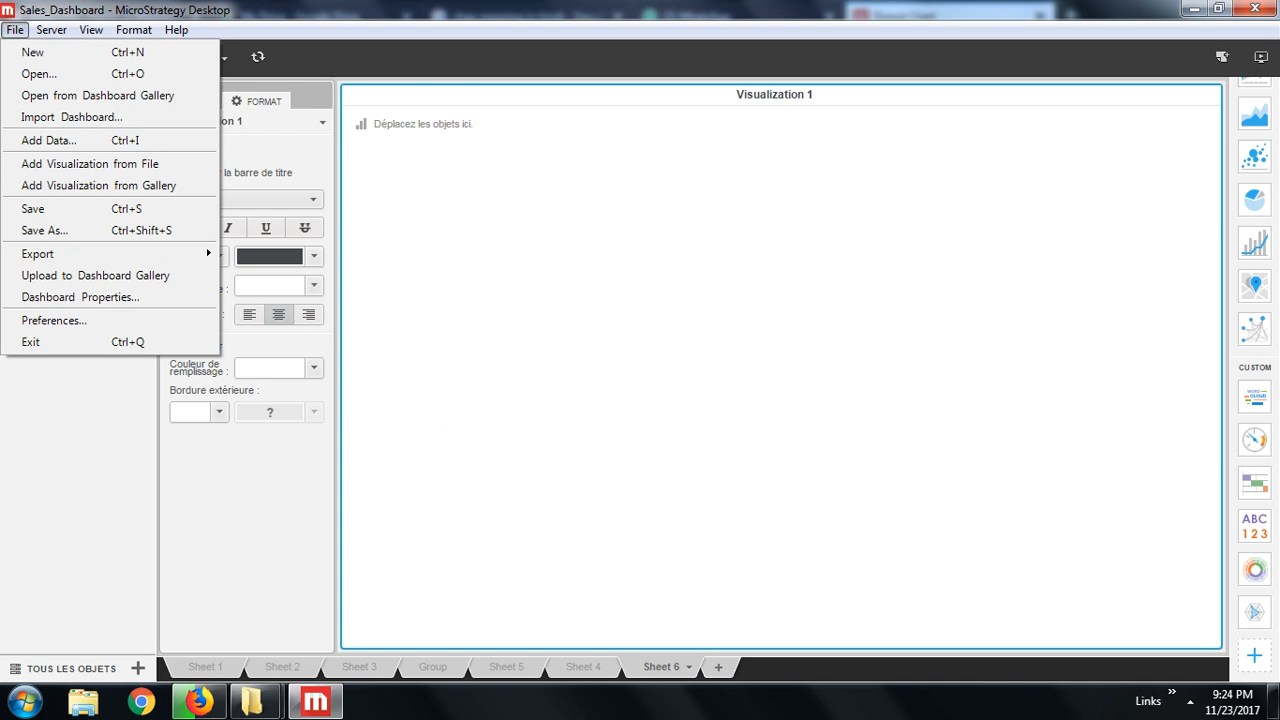 Sales_Dashboard - MicroStrategy Desktop
File Server View Format Help
New Ctrl+N
Open... Ctrl+O
Open from Dashboard Gallery
Import Dashboard...
Add Data... Ctrl+I
Add Visualization from File
Add Visualization from Gallery
Save Ctrl+S
Save As... Ctrl+Shift+S
Export
Upload to Dashboard Gallery
Dashboard Properties...
Preferences...
Exit Ctrl+Q
FORMAT
on 1
la barre de titre
I U
Couleur de
remplissage :
Bordure extérieure :
?
Visualization 1
Déplacez les objets ici.
CUSTOM
WORD
CLOUD
ABC
123
TOUS LES OBJETS
Sheet 1 Sheet 2 Sheet 3 Group Sheet 5 Sheet 4 Sheet 6
Links
9:24 PM
11/23/2017